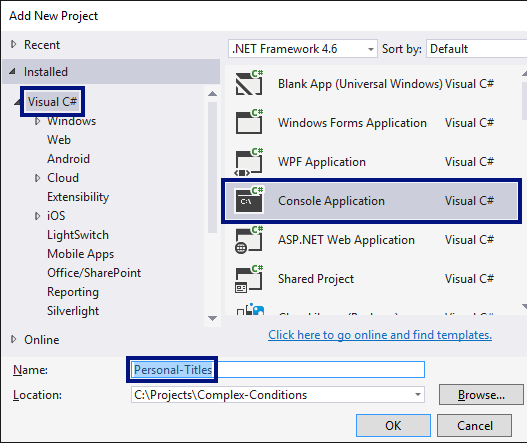 Add New Project
Recent
.NET Framework 4.6 Sort by: Default
Installed
Visual C#
Windows
Web
Android
Cloud
Extensibility
iOS
LightSwitch
Mobile Apps
Office/SharePoint
Reporting
Silverlight
Online
C# Blank App (Universal Windows) Visual C#
C# Windows Forms Application Visual C#
C# WPF Application Visual C#
C# C:\ Console Application Visual C#
C# ASP.NET Web Application Visual C#
C# Shared Project Visual C#
Click here to go online and find templates.
Name: Personal-Titles
Location: C:\Projects\Complex-Conditions Browse...
OK Cancel